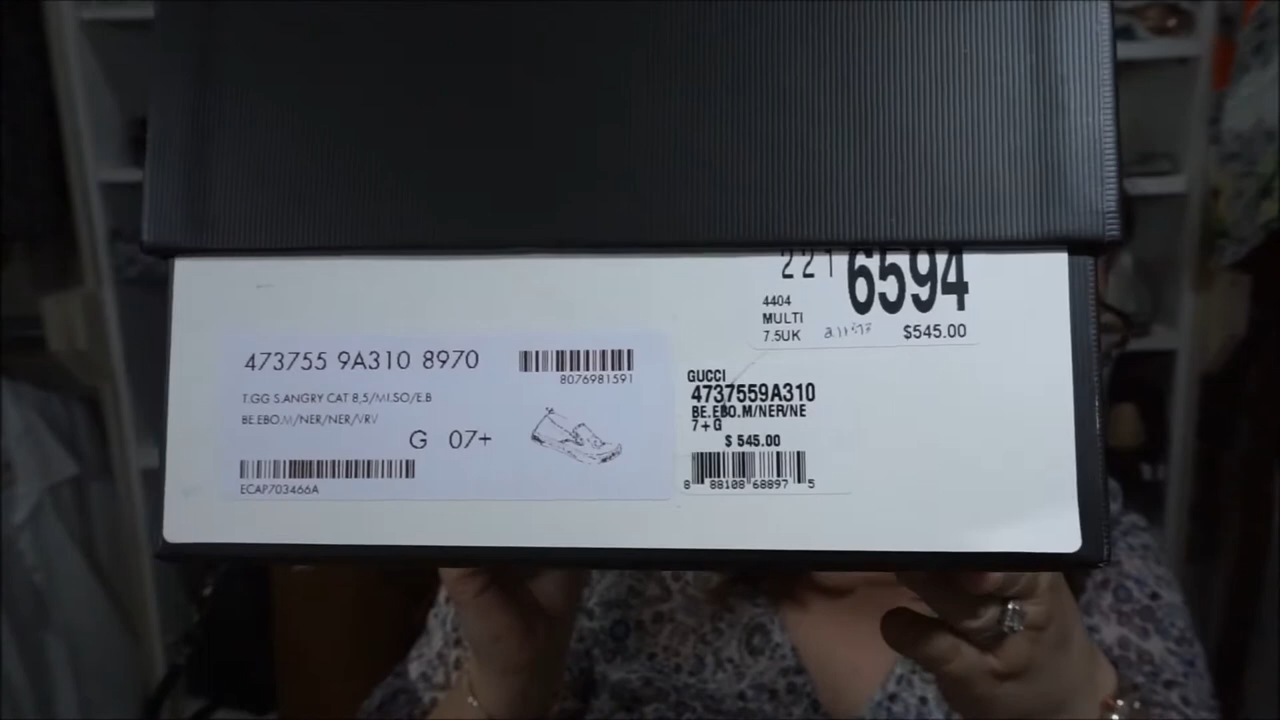 221 6594
4404
MULTI
7.5UK $545.00
473755 9A310 8970
8076981591
T.GG S.ANGRY CAT 8,5/MI.SO/E.B
BE.EBO.M/NER/NER/VRV
G 07+
ECAP703466A
GUCCI
4737559A310
BE.EBO.M/NER/NE
7+G
$ 545.00
8 88108 68897 5